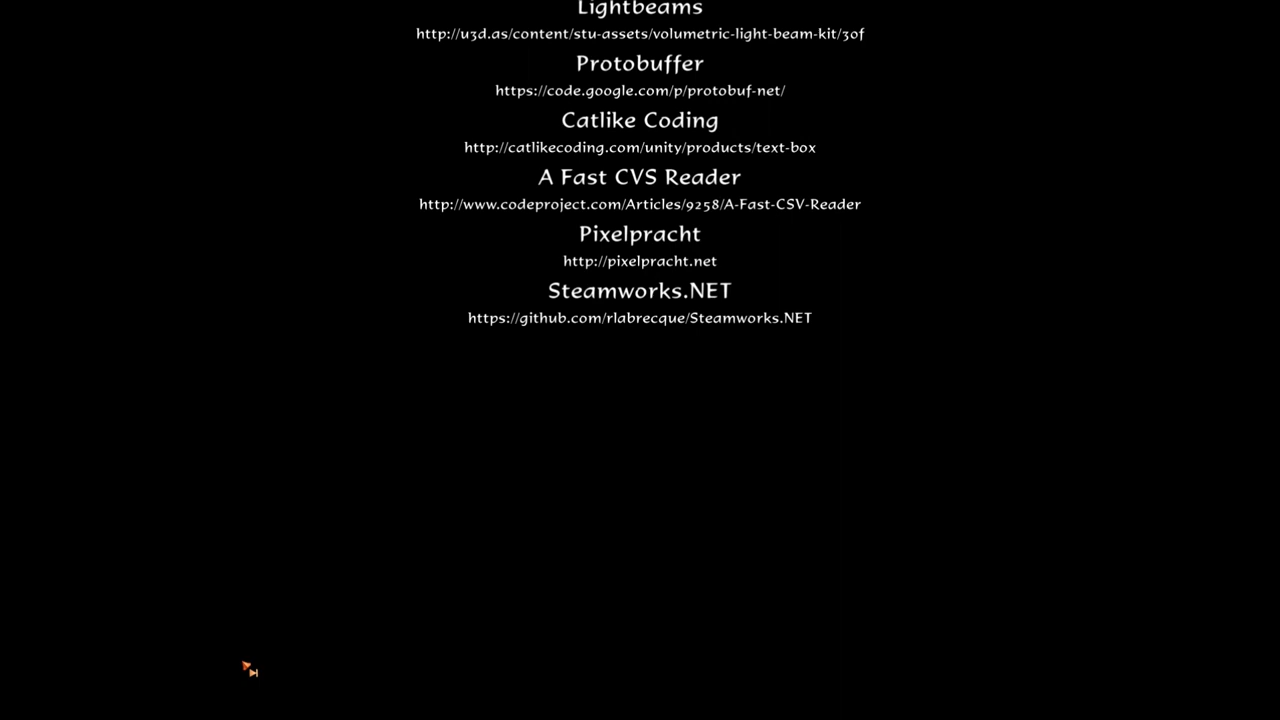 Lightbeams
http://u3d.as/content/stu-assets/volumetric-light-beam-kit/3of
Protobuffer
https://code.google.com/p/protobuf-net/
Catlike Coding
http://catlikecoding.com/unity/products/text-box
A Fast CVS Reader
http://www.codeproject.com/Articles/9258/A-Fast-CSV-Reader
Pixelpracht
http://pixelpracht.net
Steamworks.NET
https://github.com/rlabrecque/Steamworks.NET